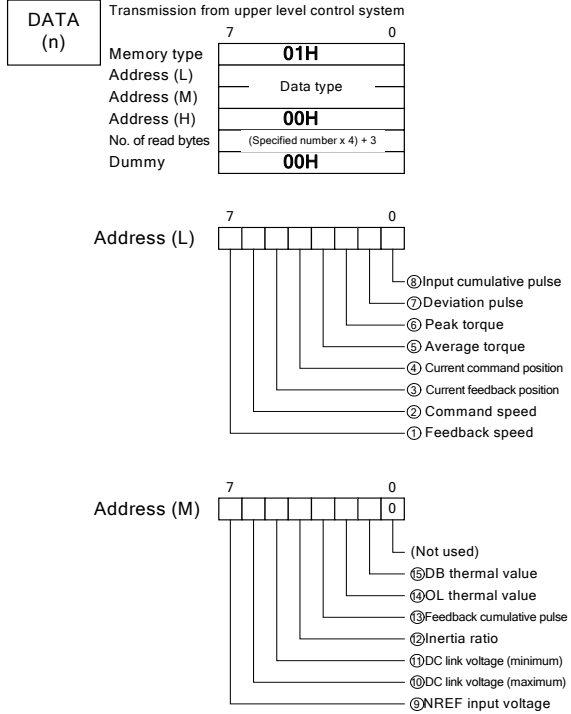 DATA
(n)
Transmission from upper level control system
7 0
Memory type 01H
Address (L)
Data type
Address (M)
Address (H) 00H
No. of read bytes (Specified number x 4) + 3
Dummy 00H
7 0
Address (L)
⑧Input cumulative pulse
⑦Deviation pulse
⑥ Peak torque
⑤ Average torque
④ Current command position
③ Current feedback position
② Command speed
① Feedback speed
7 0
Address (M) 0
(Not used)
⑮DB thermal value
⑭OL thermal value
⑬Feedback cumulative pulse
⑫Inertia ratio
⑪DC link voltage (minimum)
⑩DC link voltage (maximum)
⑨NREF input voltage